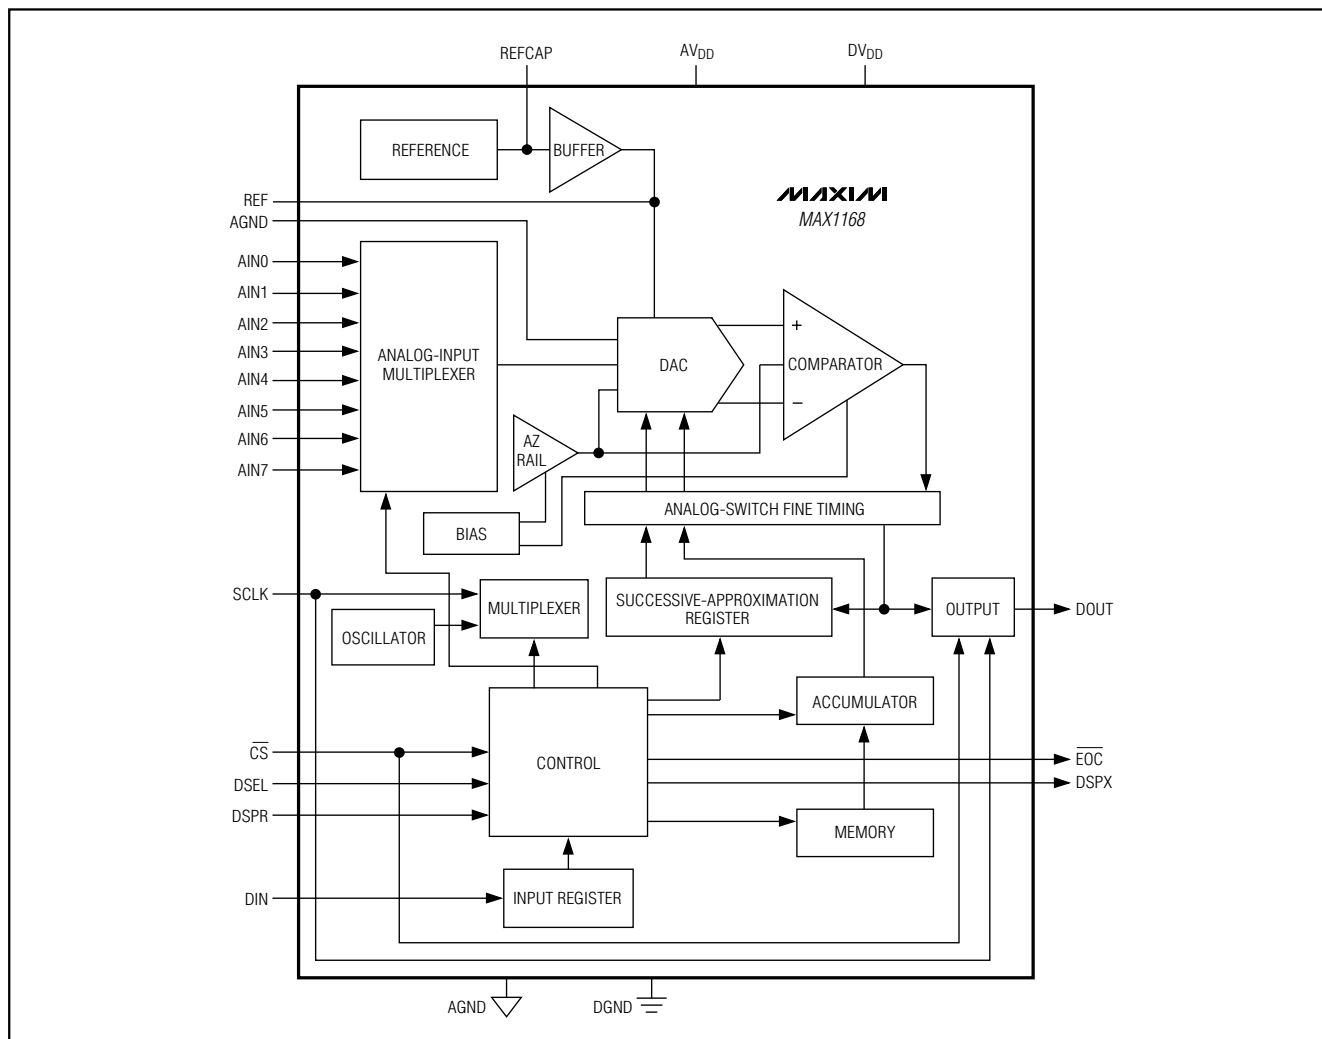 REFCAP
AVDD
DVDD
REFERENCE
BUFFER
MAXIM
MAX1168
REF
AGND
AIN0
AIN1
AIN2
AIN3
AIN4
AIN5
AIN6
AIN7
ANALOG-INPUT
MULTIPLEXER
DAC
+
COMPARATOR
−
AZ
RAIL
ANALOG-SWITCH FINE TIMING
BIAS
SCLK
MULTIPLEXER
OSCILLATOR
SUCCESSIVE-APPROXIMATION
REGISTER
OUTPUT
DOUT
ACCUMULATOR
C̅S̅
DSEL
DSPR
CONTROL
E̅O̅C̅
DSPX
MEMORY
DIN
INPUT REGISTER
AGND
DGND